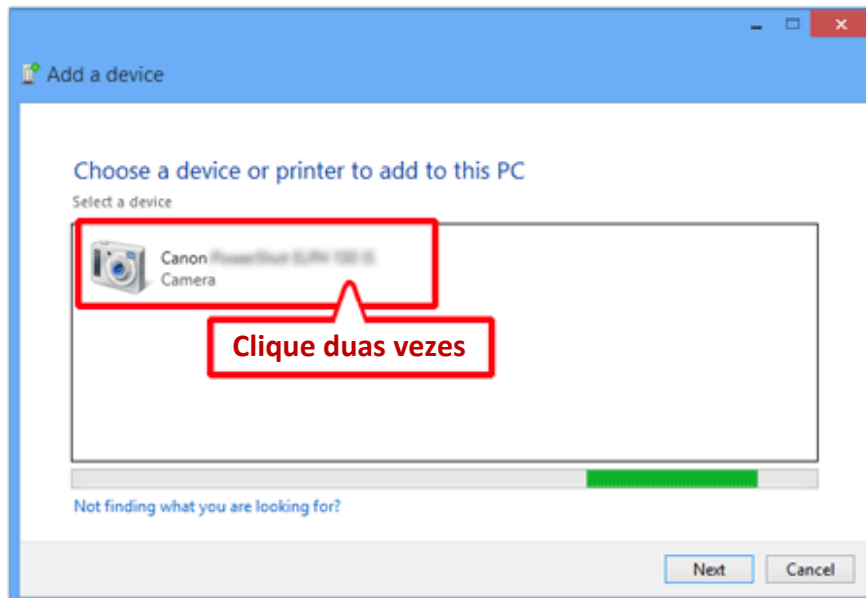 Add a device
Choose a device or printer to add to this PC
Select a device
Canon
Camera
Clique duas vezes
Not finding what you are looking for?
Next
Cancel